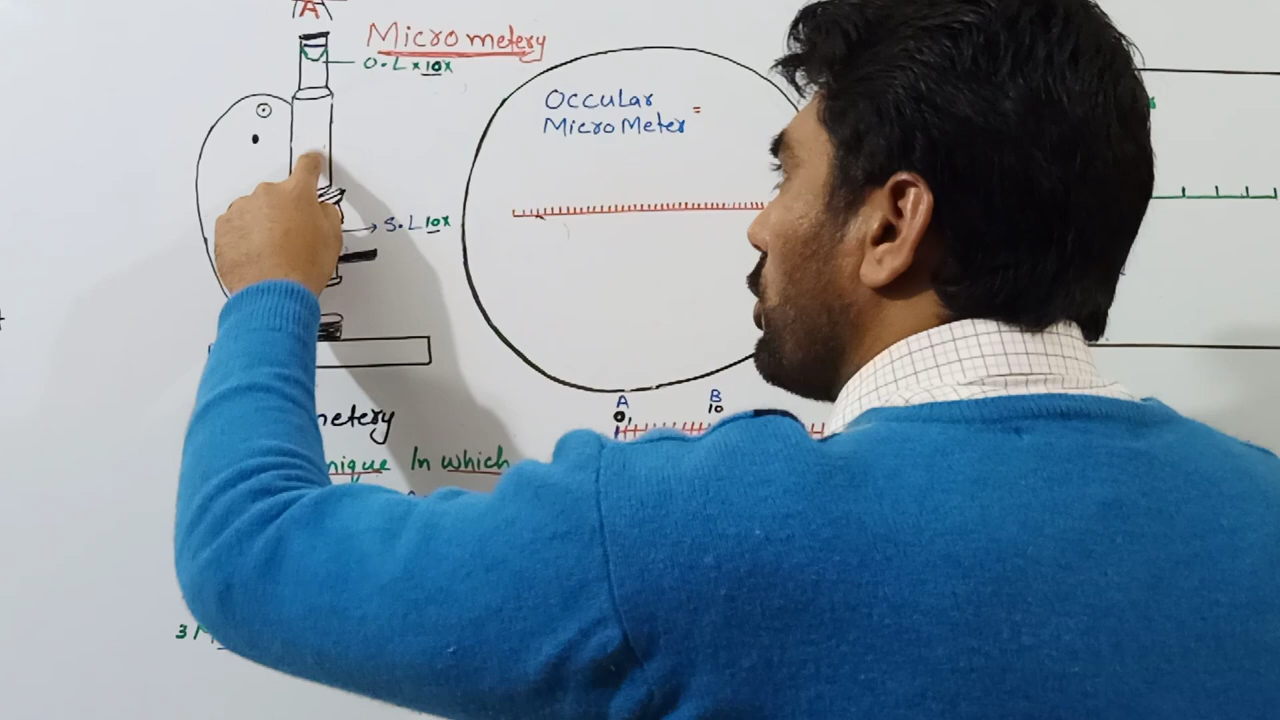 A
Micrometery
O.L×10x
Occular
MicroMeter =
S.L 10x
A B
0 10
metery
nique In which
3 M